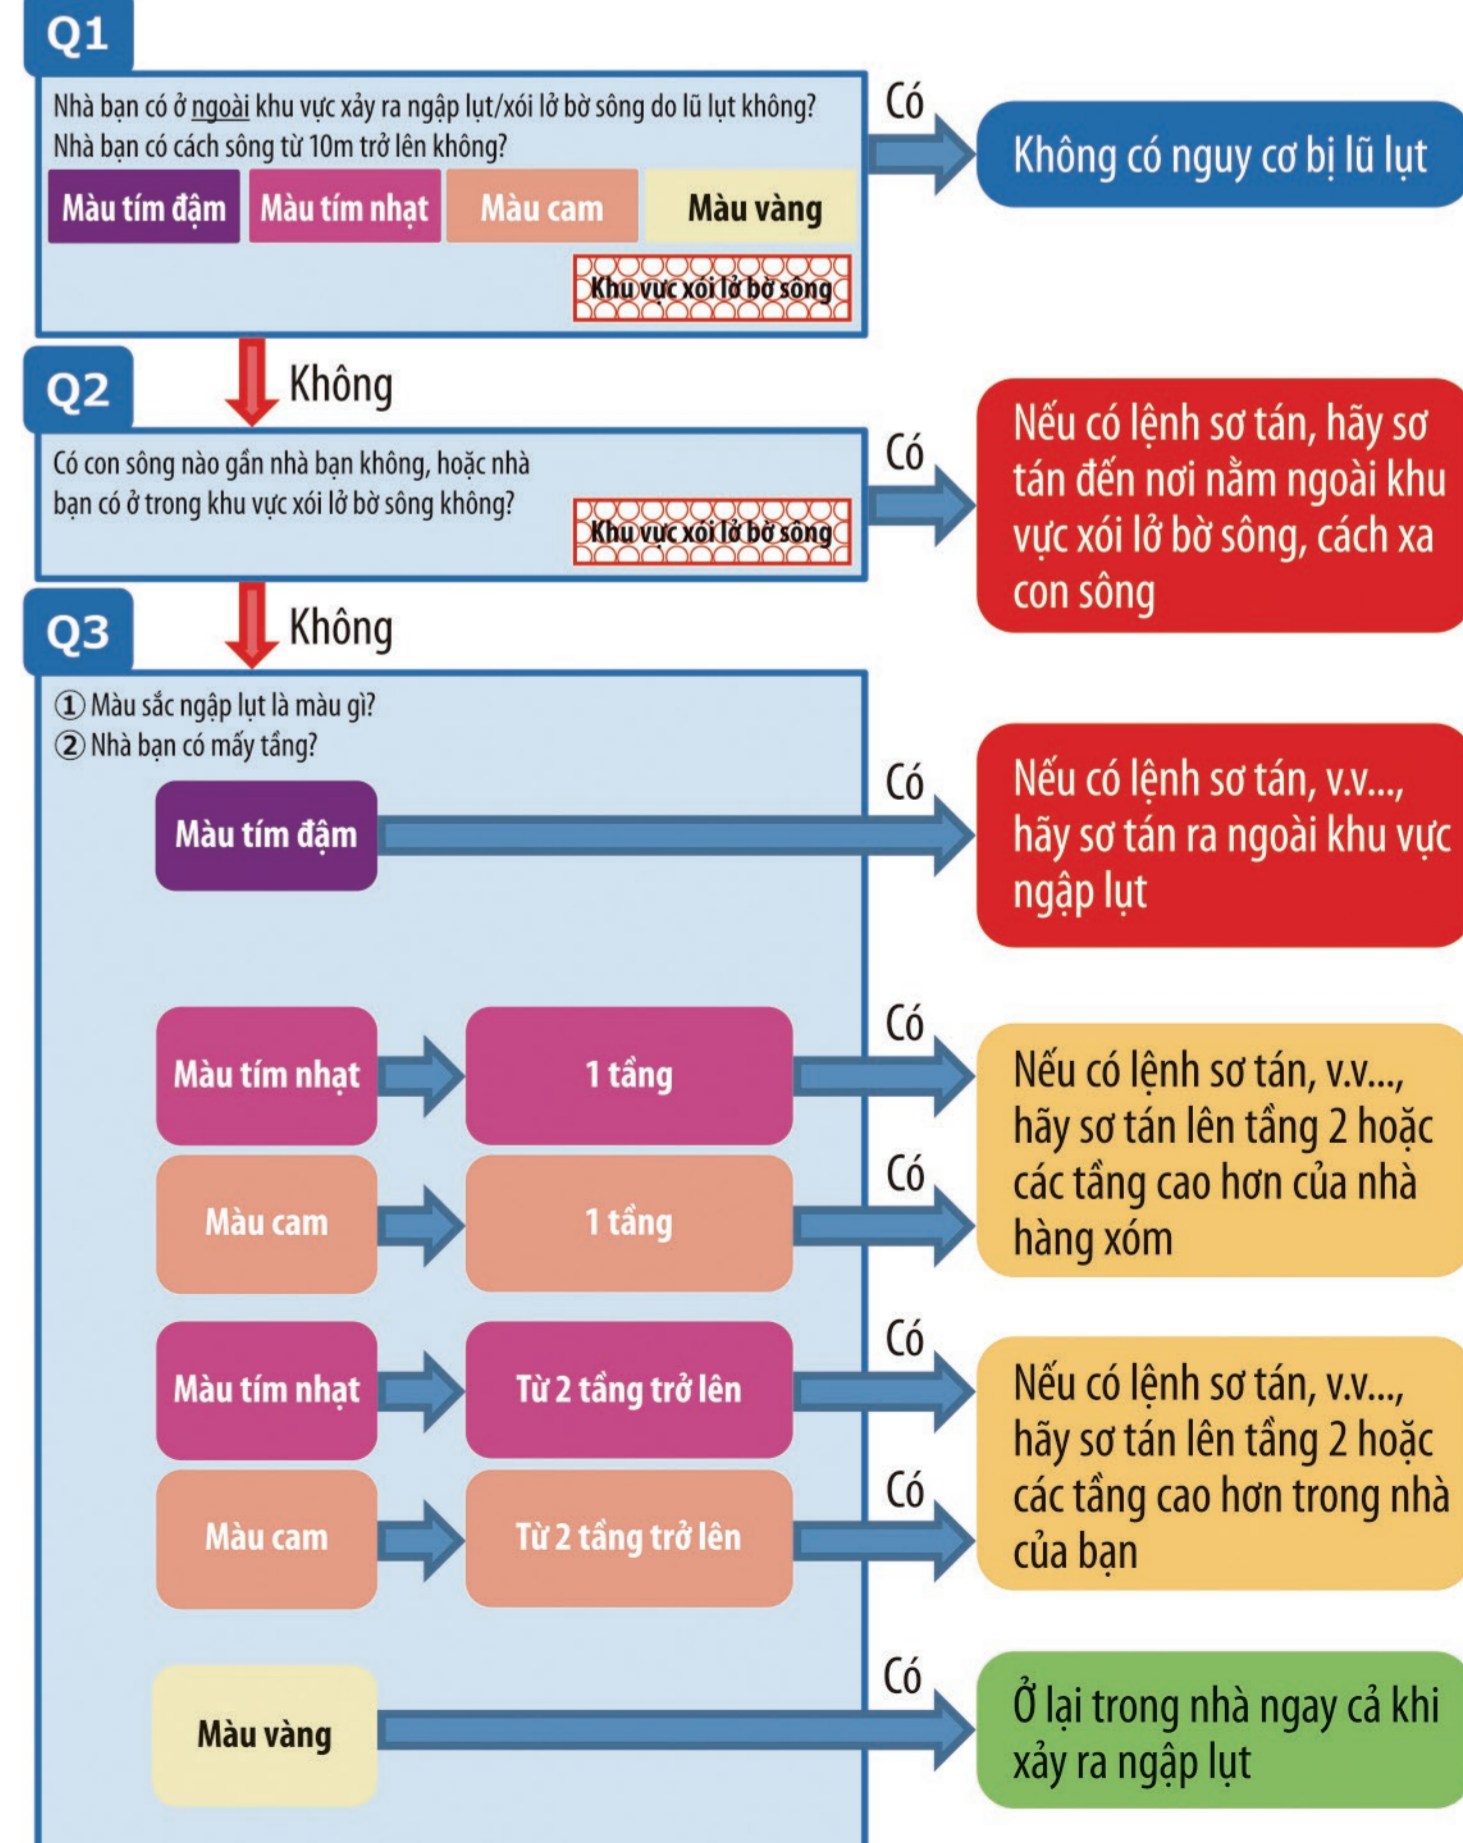 Q1
Nhà bạn có ở ngoài khu vực xảy ra ngập lụt/xói lở bờ sông do lũ lụt không?
Nhà bạn có cách sông từ 10m trở lên không?
Màu tím đậm
Màu tím nhạt
Màu cam
Màu vàng
Khu vực xói lở bờ sông
Có
Không có nguy cơ bị lũ lụt
Không
Q2
Có con sông nào gần nhà bạn không, hoặc nhà
bạn có ở trong khu vực xói lở bờ sông không?
Khu vực xói lở bờ sông
Có
Nếu có lệnh sơ tán, hãy sơ
tán đến nơi nằm ngoài khu
vực xói lở bờ sông, cách xa
con sông
Không
Q3
① Màu sắc ngập lụt là màu gì?
② Nhà bạn có mấy tầng?
Màu tím đậm
Có
Nếu có lệnh sơ tán, v.v...,
hãy sơ tán ra ngoài khu vực
ngập lụt
Màu tím nhạt
1 tầng
Có
Màu cam
1 tầng
Có
Nếu có lệnh sơ tán, v.v...,
hãy sơ tán lên tầng 2 hoặc
các tầng cao hơn của nhà
hàng xóm
Màu tím nhạt
Từ 2 tầng trở lên
Có
Màu cam
Từ 2 tầng trở lên
Có
Nếu có lệnh sơ tán, v.v...,
hãy sơ tán lên tầng 2 hoặc
các tầng cao hơn trong nhà
của bạn
Màu vàng
Có
Ở lại trong nhà ngay cả khi
xảy ra ngập lụt